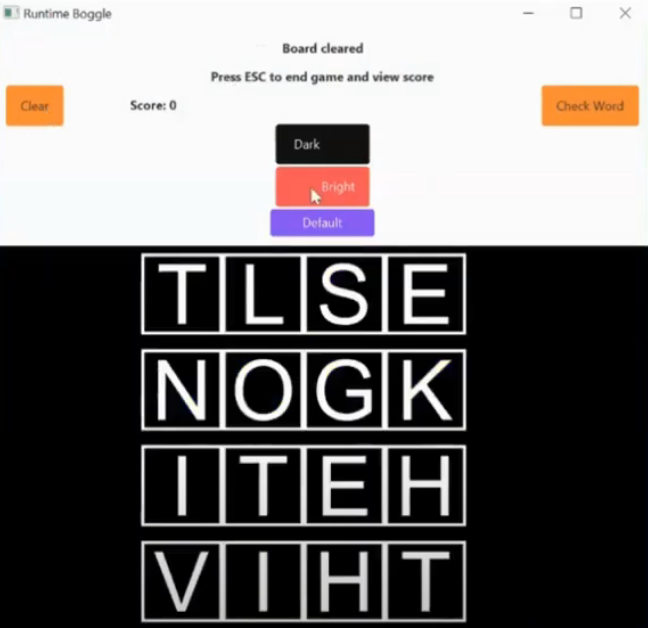 Runtime Boggle
Board cleared
Press ESC to end game and view score
Clear Score: 0 Check Word
Dark
Bright
Default
T L S E
N O G K
I T E H
V I H T